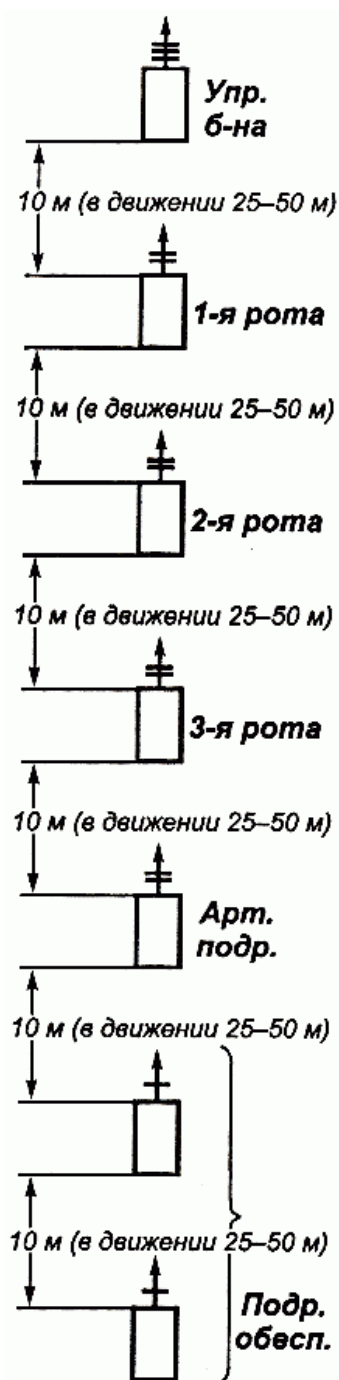 Упр.
б-на
10 м (в движении 25–50 м)
1-я рота
10 м (в движении 25–50 м)
2-я рота
10 м (в движении 25–50 м)
3-я рота
10 м (в движении 25–50 м)
Арт.
подр.
10 м (в движении 25–50 м)
10 м (в движении 25–50 м)
Подр.
обесп.